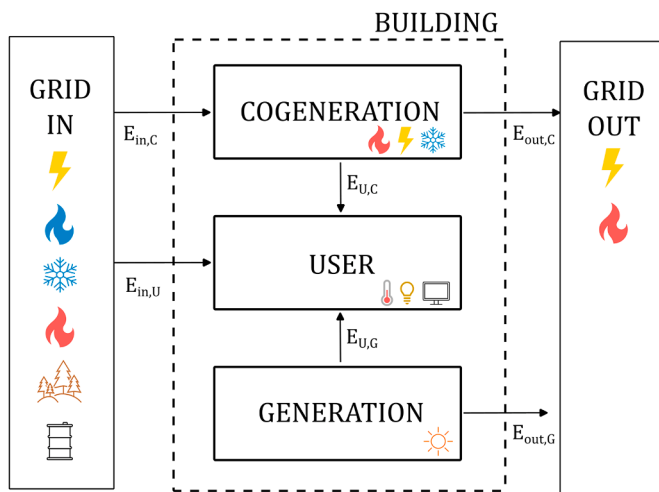 BUILDING
GRID
IN
COGENERATION
GRID
OUT
E_in,C
E_out,C
E_U,C
USER
E_in,U
E_U,G
GENERATION
E_out,G